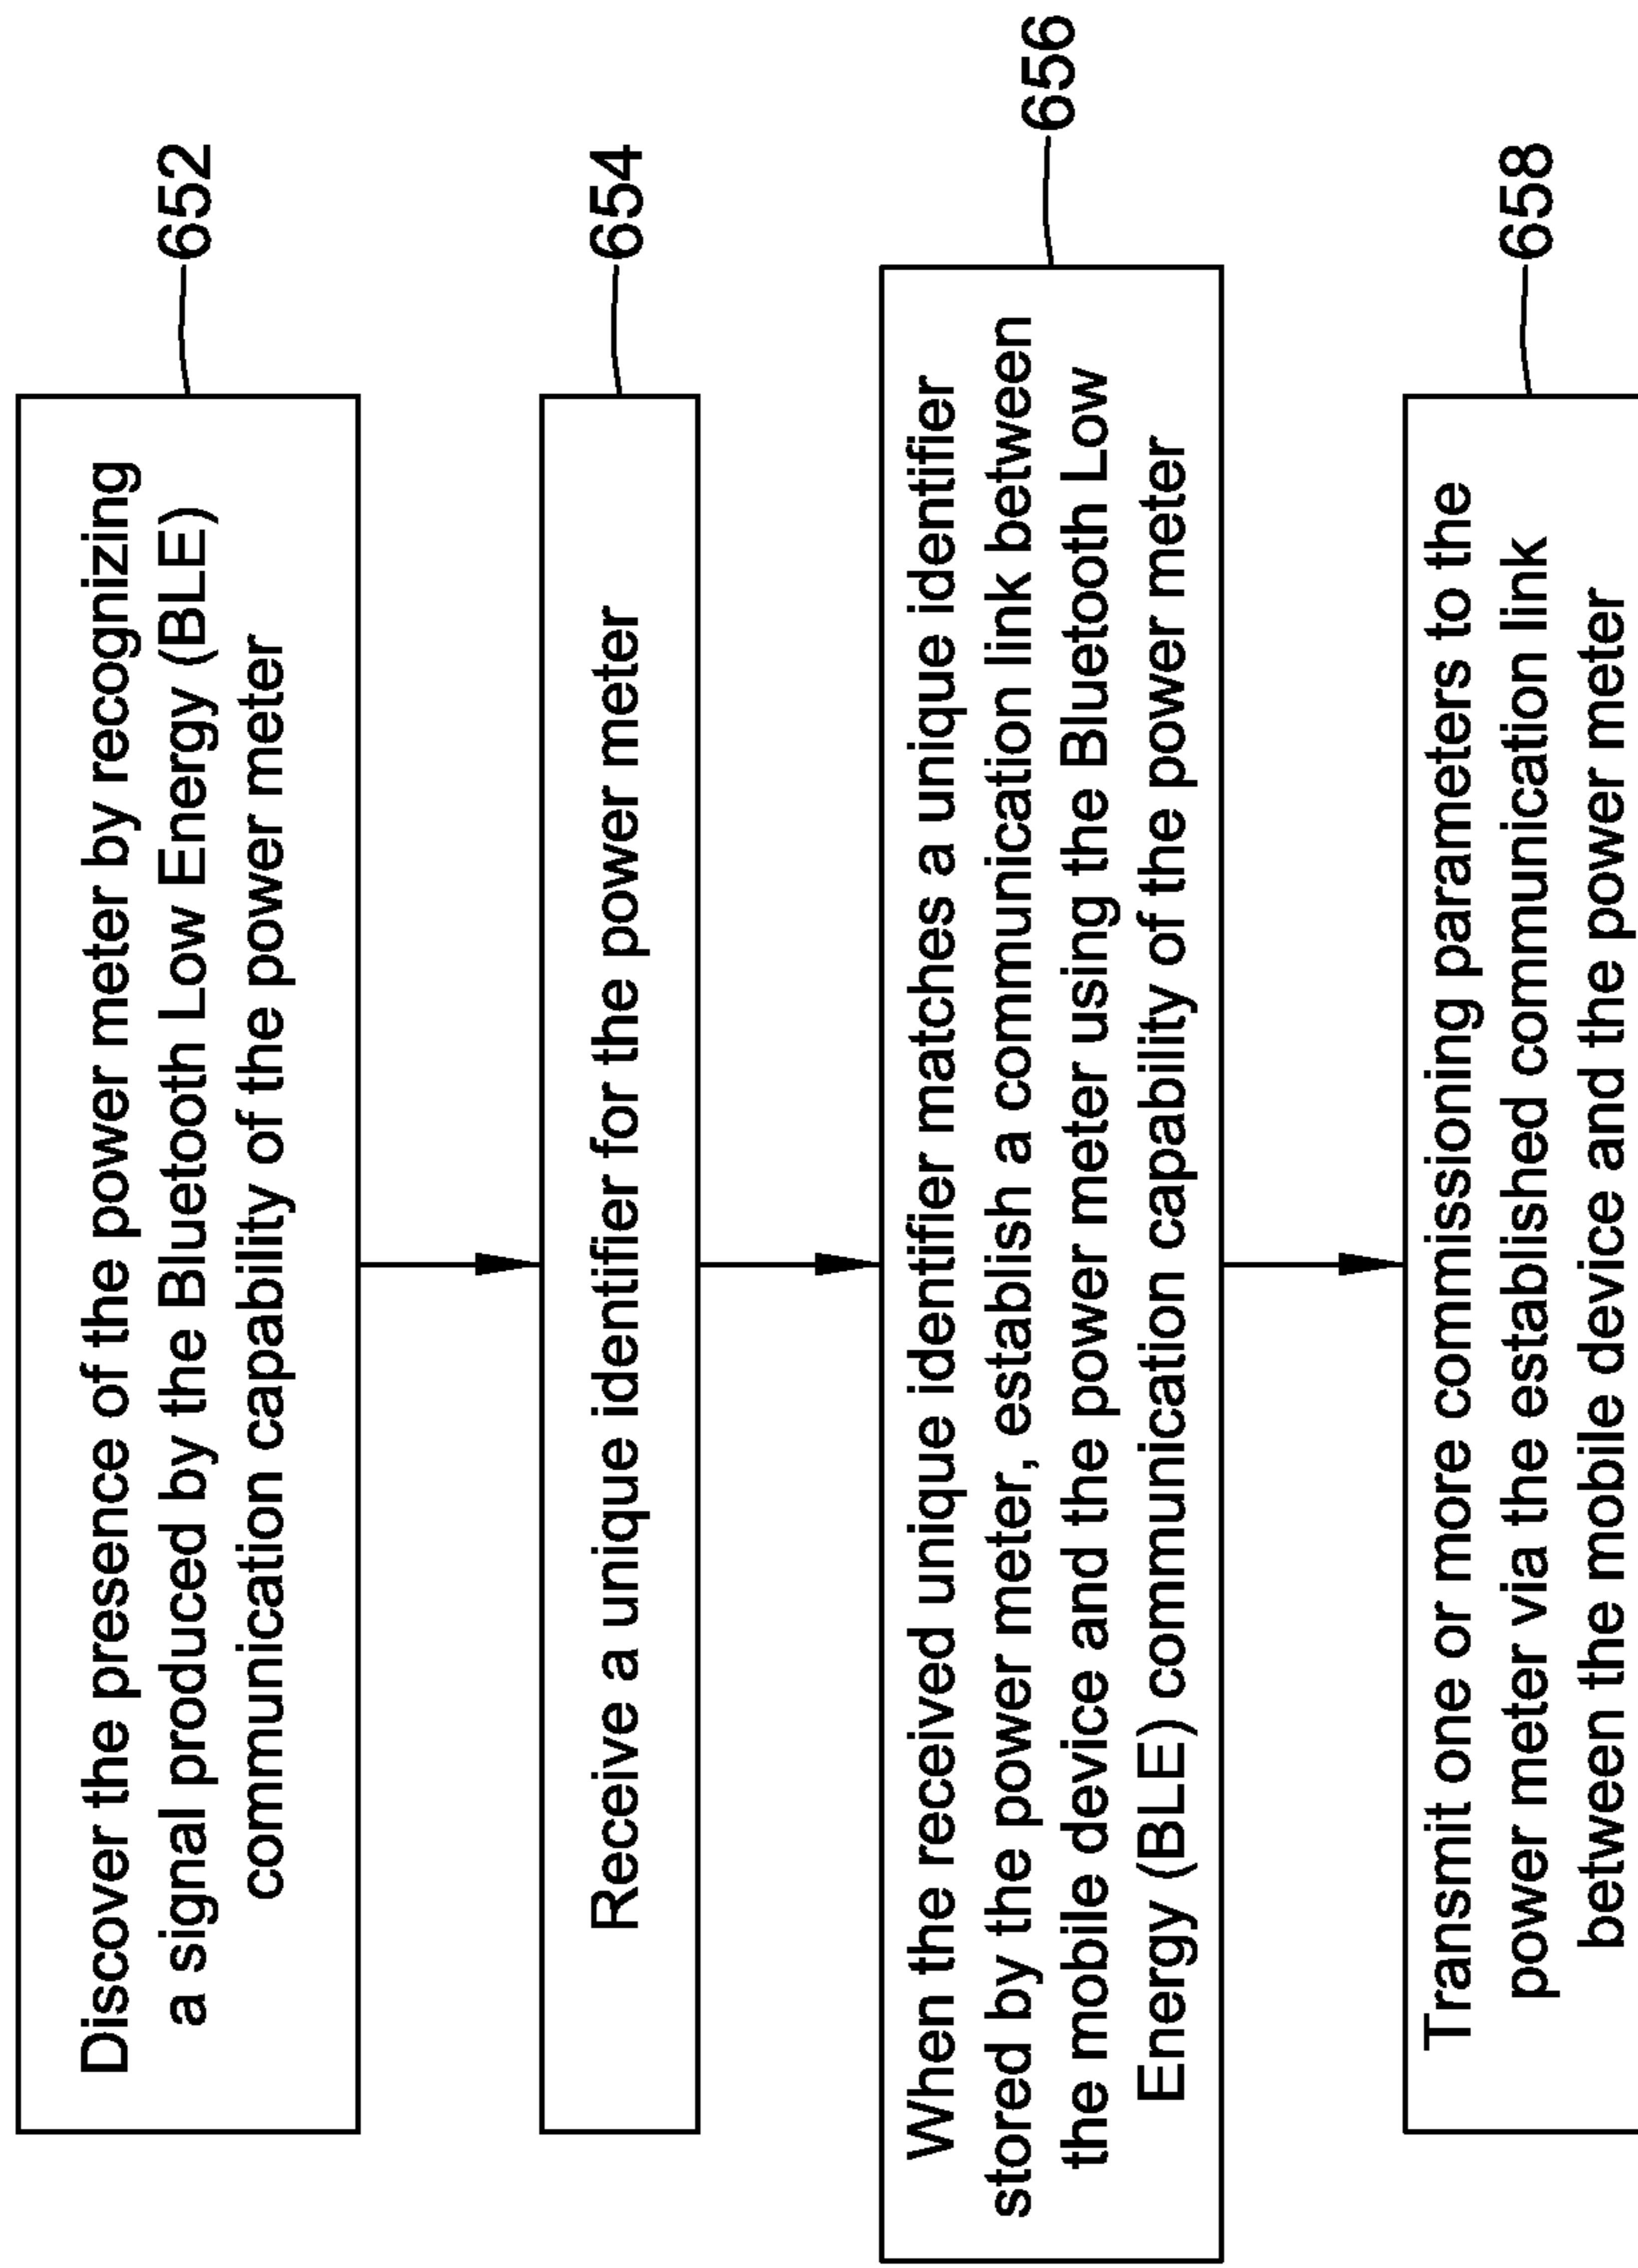 Discover the presence of the power meter by recognizing
a signal produced by the Bluetooth Low Energy (BLE)
communication capability of the power meter
652
Receive a unique identifier for the power meter
654
When the received unique identifier matches a unique identifier
stored by the power meter, establish a communication link between
the mobile device and the power meter using the Bluetooth Low
Energy (BLE) communication capability of the power meter
656
Transmit one or more commissioning parameters to the
power meter via the established communication link
between the mobile device and the power meter
658